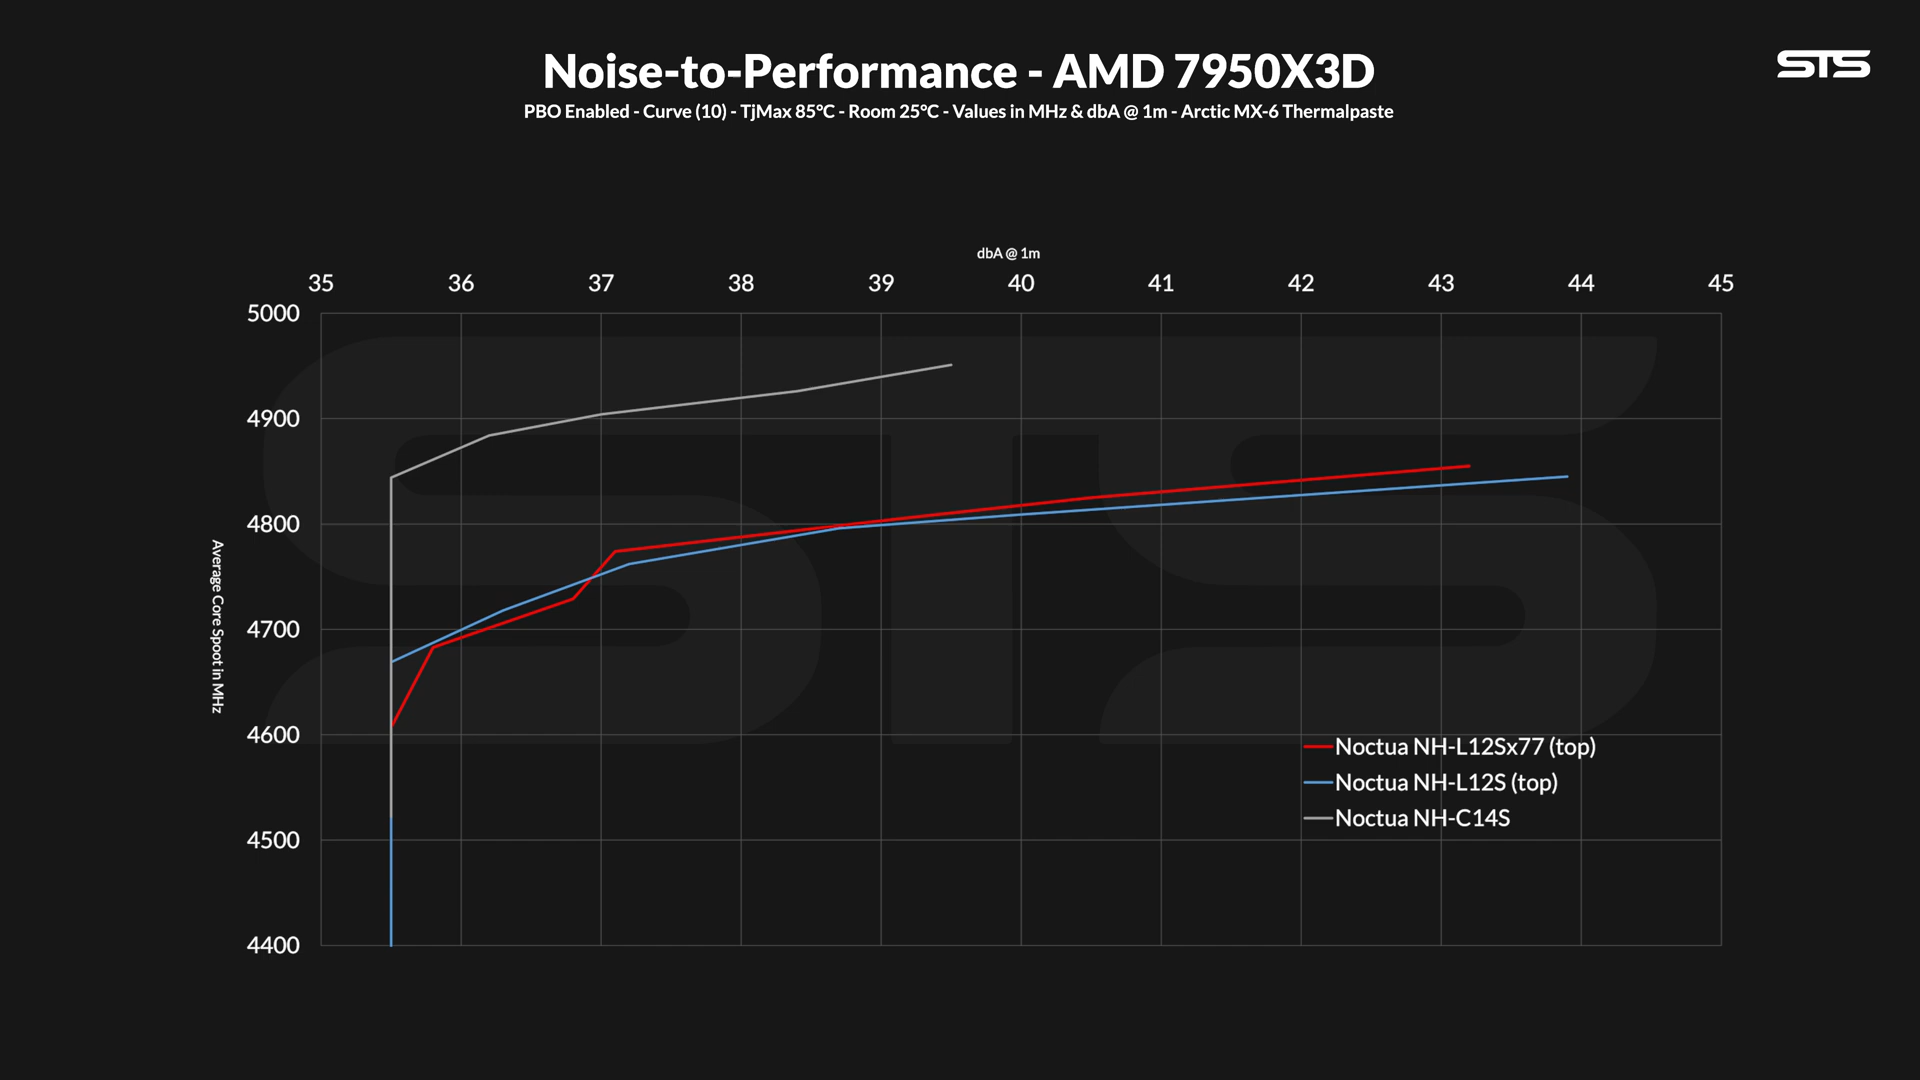 Noise-to-Performance - AMD 7950X3D
STS
PBO Enabled - Curve (10) - TjMax 85°C - Room 25°C - Values in MHz & dbA @ 1m - Arctic MX-6 Thermalpaste
dbA @ 1m
35 36 37 38 39 40 41 42 43 44 45
5000
4900
4800
4700
4600
4500
4400
Average Core Spoot in MHz
STS
Noctua NH-L12Sx77 (top)
Noctua NH-L12S (top)
Noctua NH-C14S